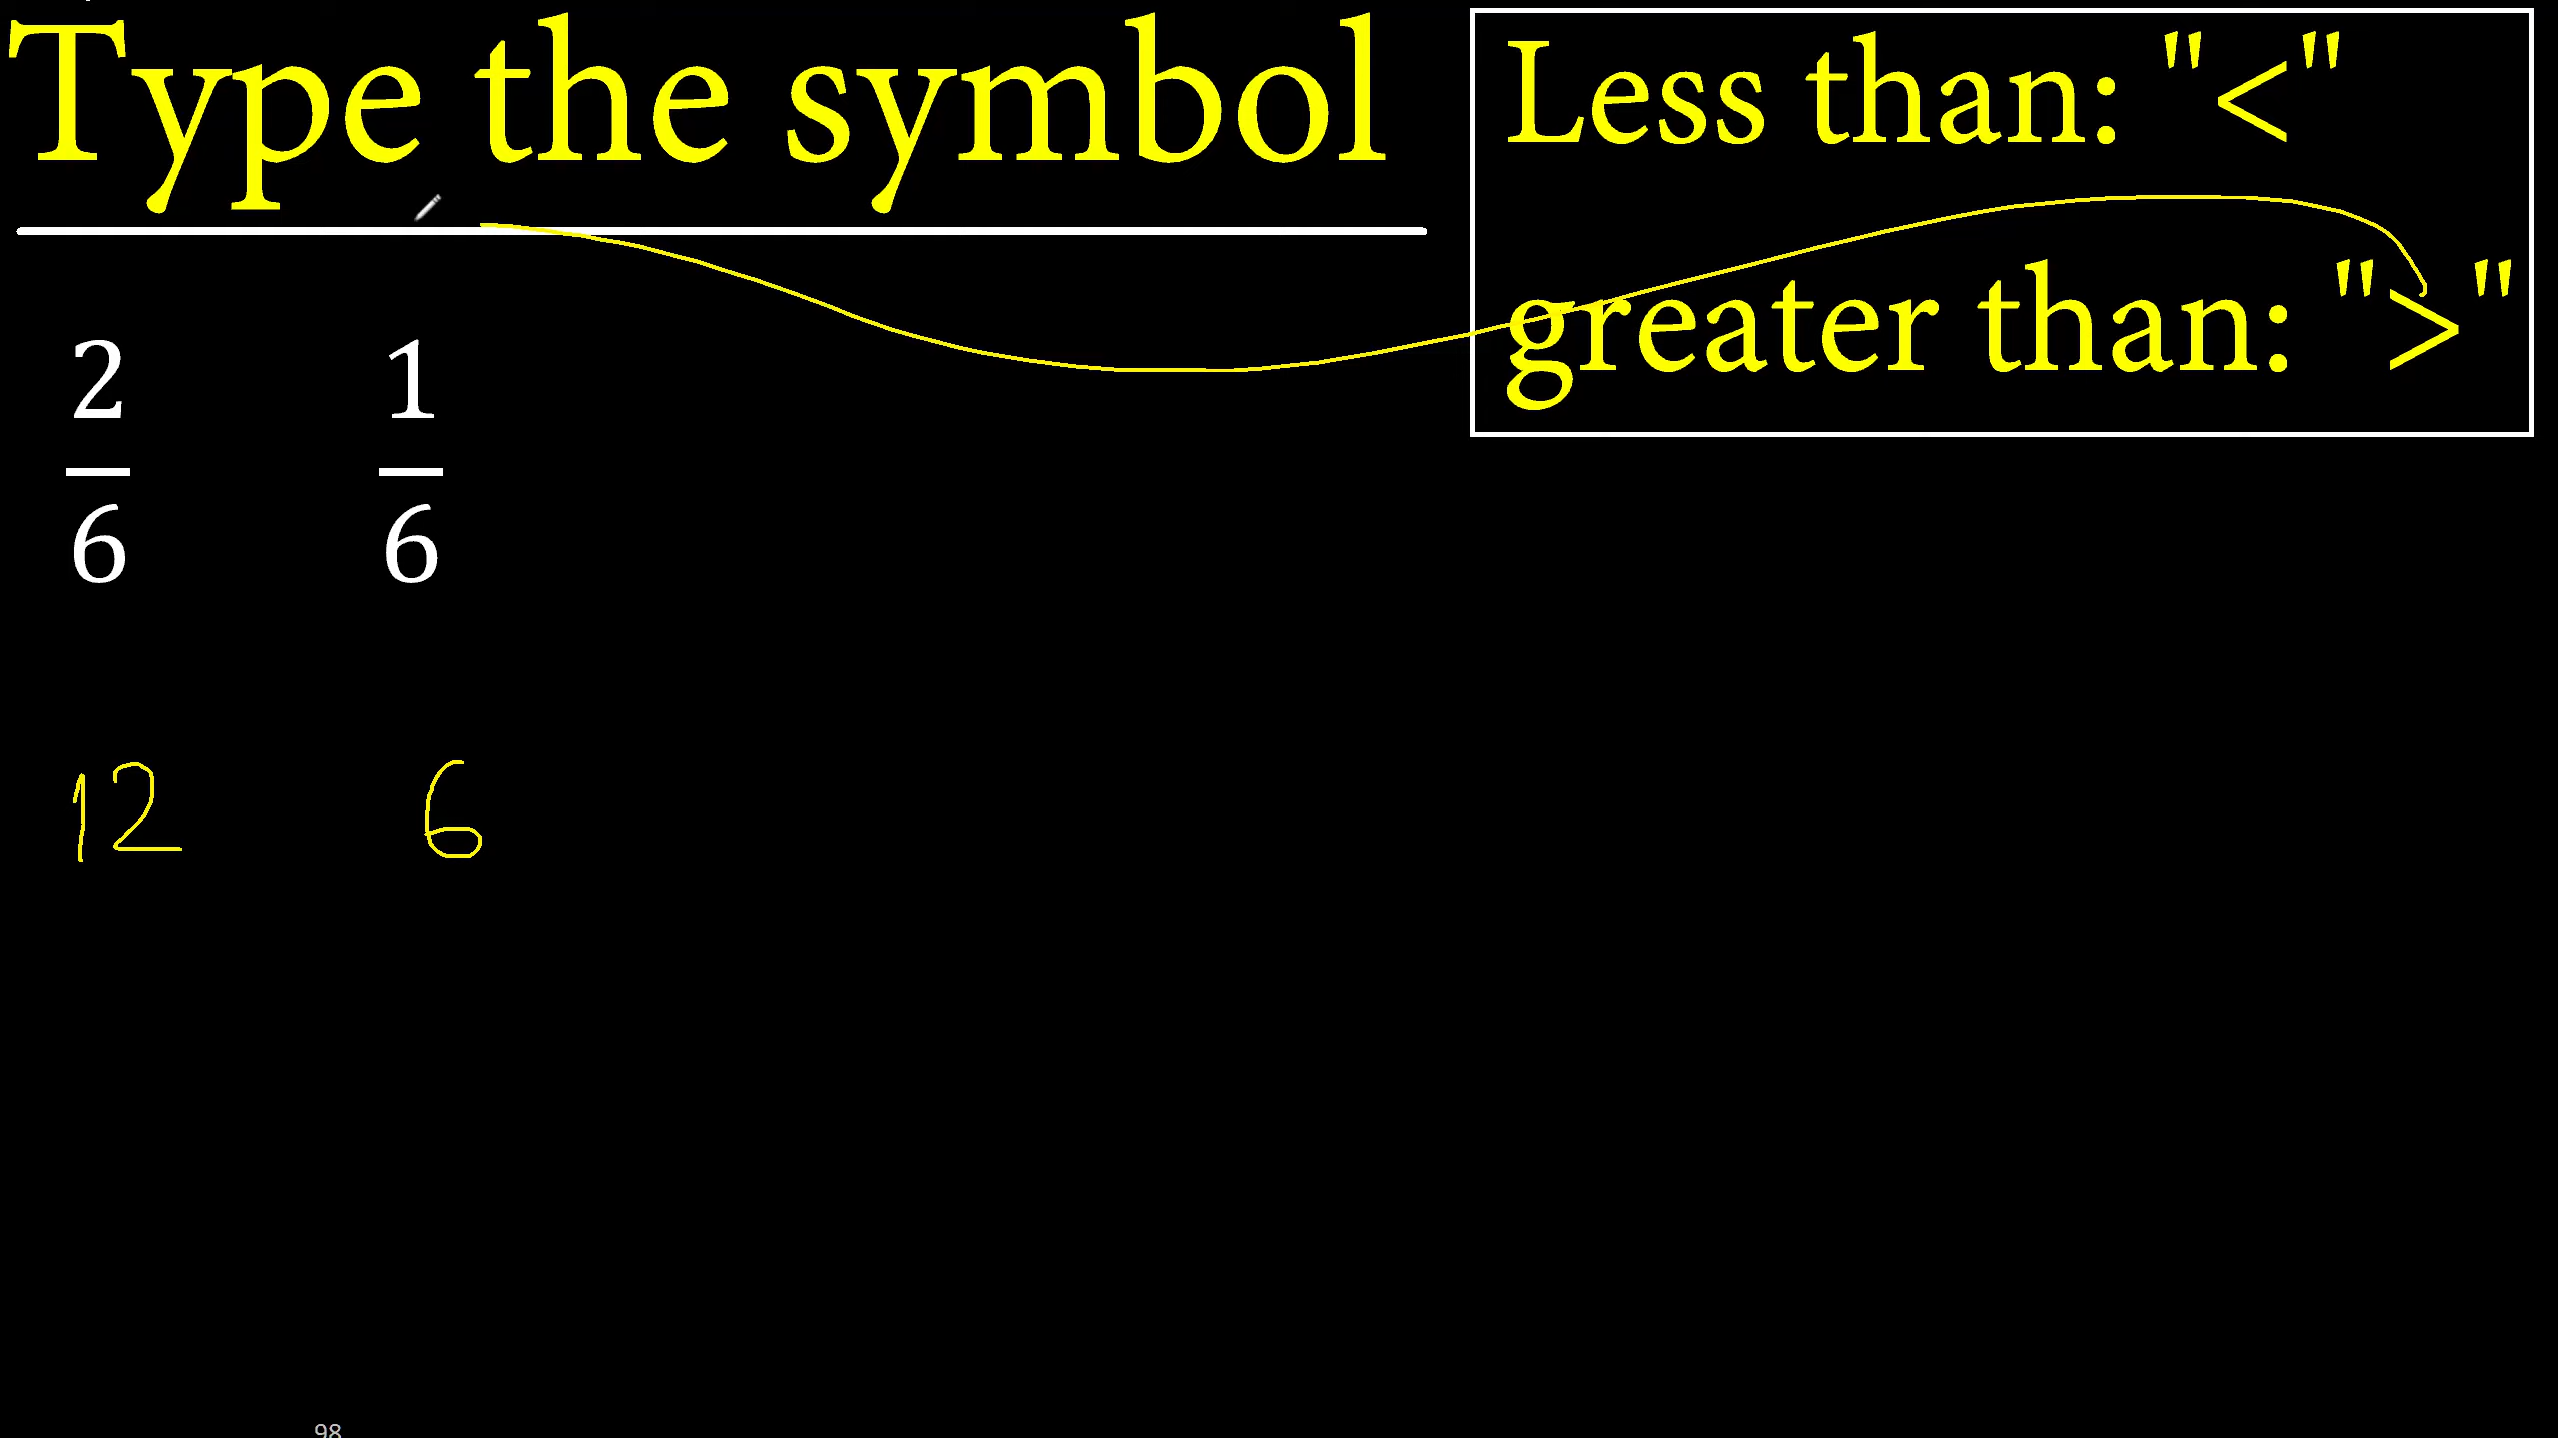 Type the symbol
Less than: "<"
greater than: ">"
2 1
6 6
12 6
98